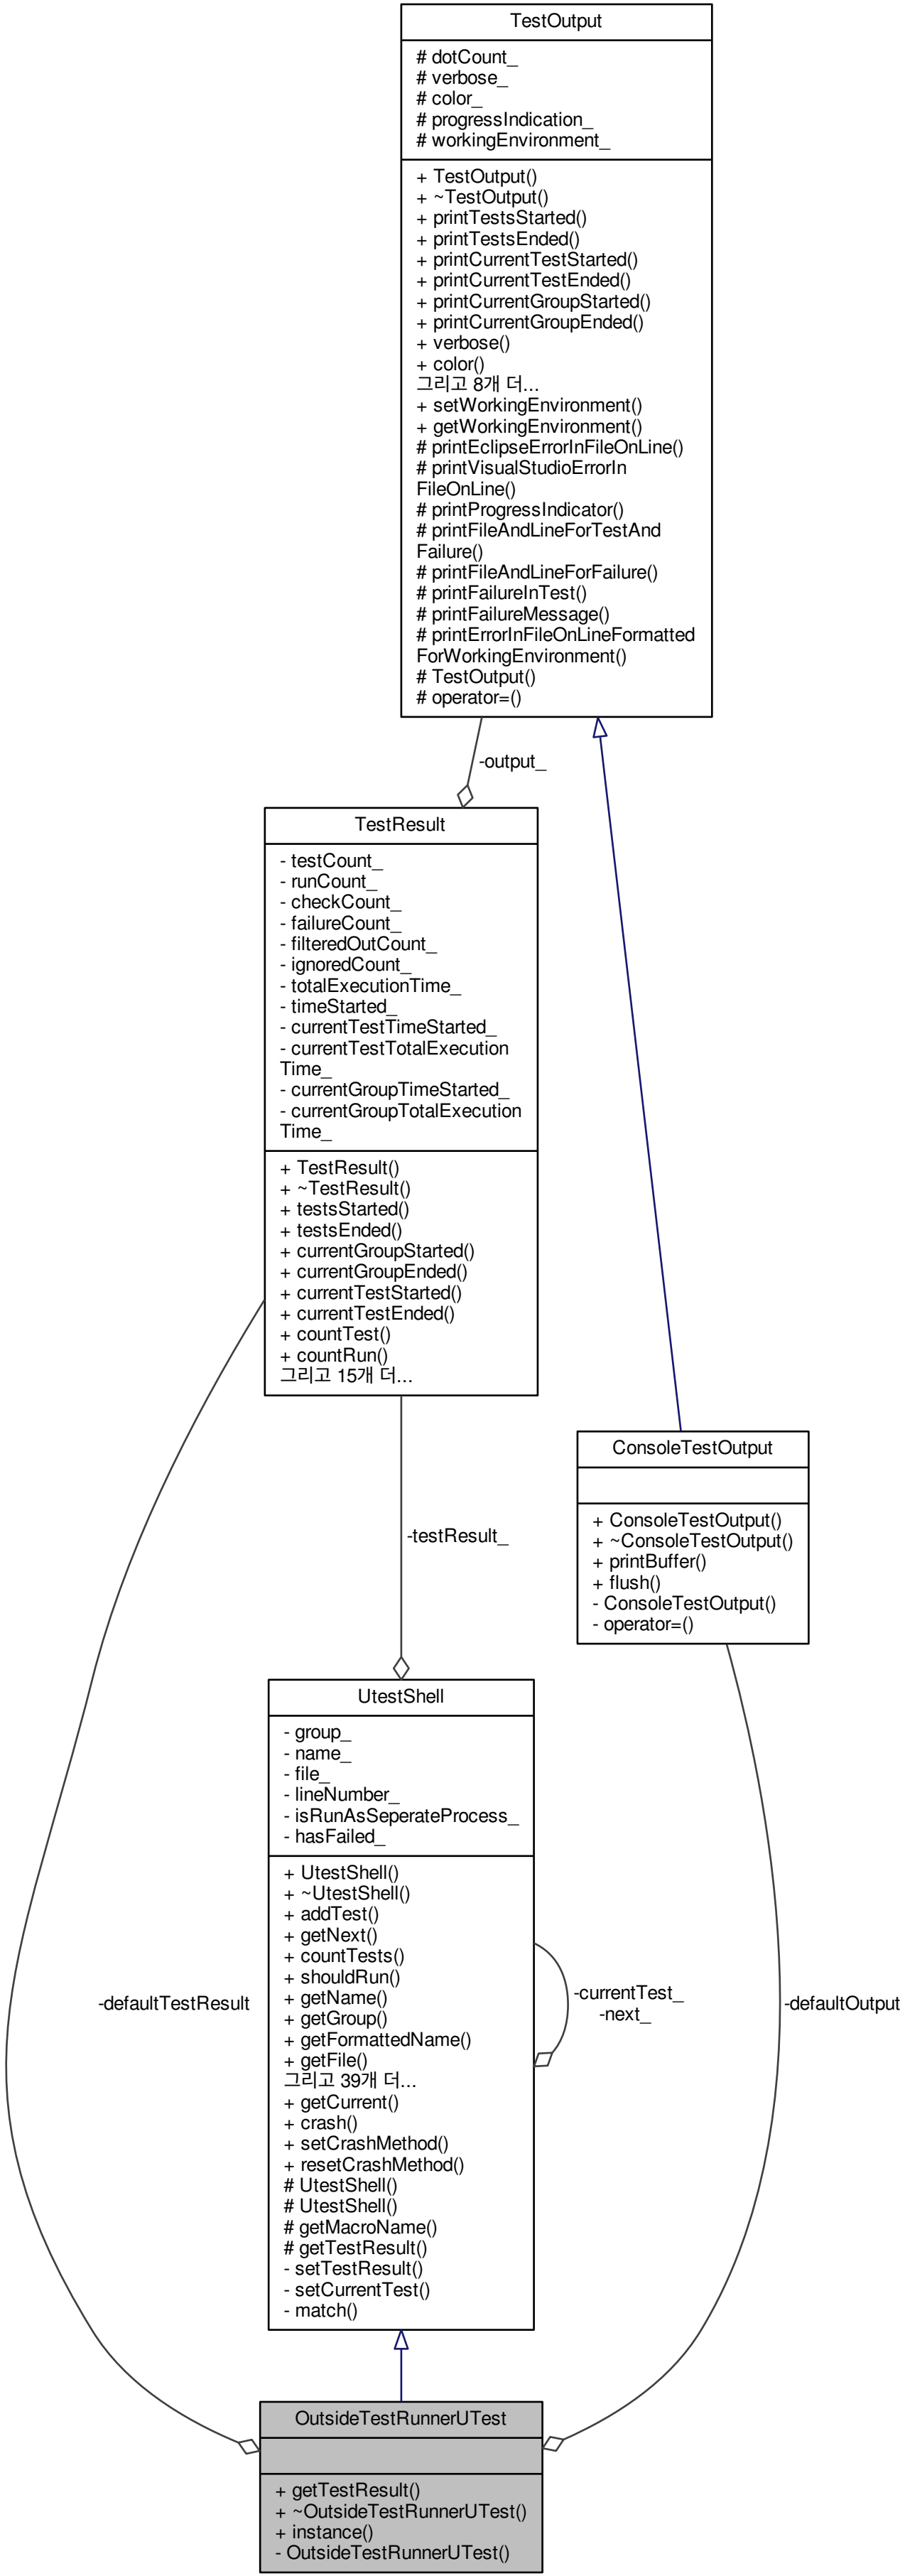 TestOutput
# dotCount_
# verbose_
# color_
# progressIndication_
# workingEnvironment_
+ TestOutput()
+ ~TestOutput()
+ printTestsStarted()
+ printTestsEnded()
+ printCurrentTestStarted()
+ printCurrentTestEnded()
+ printCurrentGroupStarted()
+ printCurrentGroupEnded()
+ verbose()
+ color()
그리고 8개 더...
+ setWorkingEnvironment()
+ getWorkingEnvironment()
# printEclipseErrorInFileOnLine()
# printVisualStudioErrorIn
FileOnLine()
# printProgressIndicator()
# printFileAndLineForTestAnd
Failure()
# printFileAndLineForFailure()
# printFailureInTest()
# printFailureMessage()
# printErrorInFileOnLineFormatted
ForWorkingEnvironment()
# TestOutput()
# operator=()
-output_
TestResult
- testCount_
- runCount_
- checkCount_
- failureCount_
- filteredOutCount_
- ignoredCount_
- totalExecutionTime_
- timeStarted_
- currentTestTimeStarted_
- currentTestTotalExecution
Time_
- currentGroupTimeStarted_
- currentGroupTotalExecution
Time_
+ TestResult()
+ ~TestResult()
+ testsStarted()
+ testsEnded()
+ currentGroupStarted()
+ currentGroupEnded()
+ currentTestStarted()
+ currentTestEnded()
+ countTest()
+ countRun()
그리고 15개 더...
ConsoleTestOutput
+ ConsoleTestOutput()
+ ~ConsoleTestOutput()
+ printBuffer()
+ flush()
- ConsoleTestOutput()
- operator=()
-testResult_
UtestShell
- group_
- name_
- file_
- lineNumber_
- isRunAsSeperateProcess_
- hasFailed_
+ UtestShell()
+ ~UtestShell()
+ addTest()
+ getNext()
+ countTests()
+ shouldRun()
+ getName()
+ getGroup()
+ getFormattedName()
+ getFile()
그리고 39개 더...
+ getCurrent()
+ crash()
+ setCrashMethod()
+ resetCrashMethod()
# UtestShell()
# UtestShell()
# getMacroName()
# getTestResult()
- setTestResult()
- setCurrentTest()
- match()
-currentTest_
-next_
-defaultTestResult
-defaultOutput
OutsideTestRunnerUTest
+ getTestResult()
+ ~OutsideTestRunnerUTest()
+ instance()
- OutsideTestRunnerUTest()